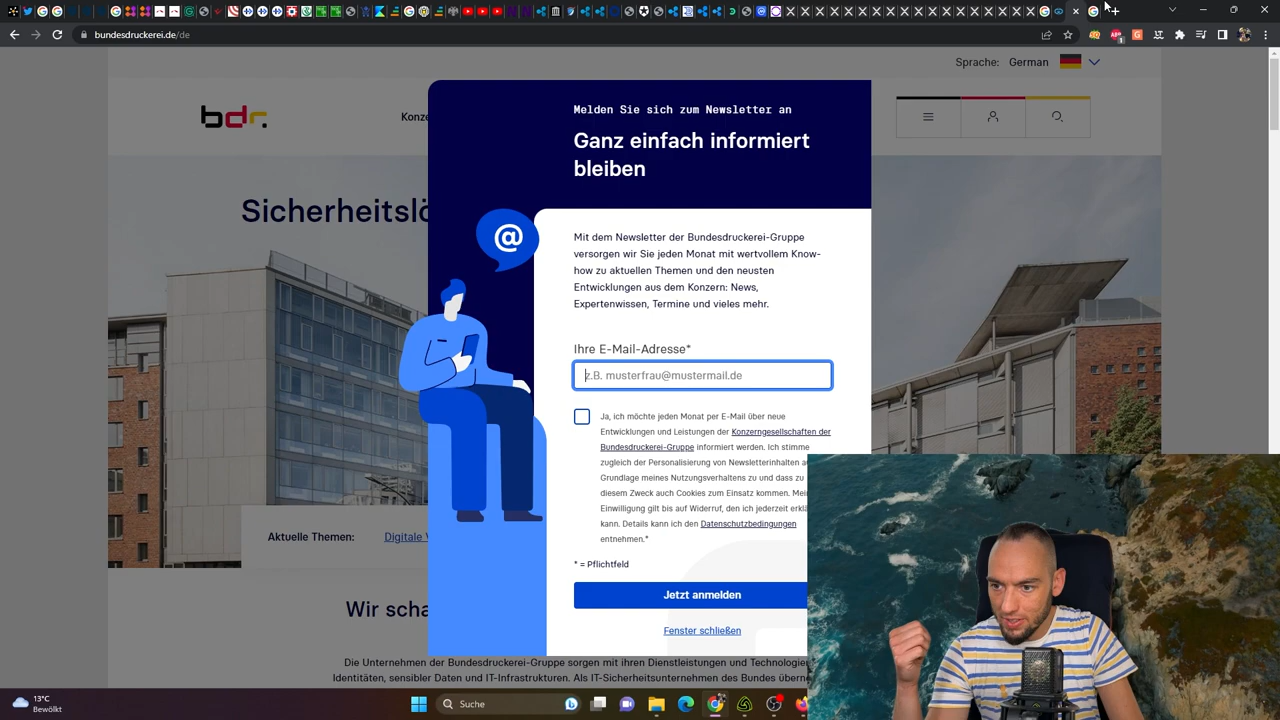 bundesdruckerei.de/de
Sprache: German
bdr.
Konze
Melden Sie sich zum Newsletter an
Ganz einfach informiert
bleiben
Sicherheitslö
@
Mit dem Newsletter der Bundesdruckerei-Gruppe
versorgen wir Sie jeden Monat mit wertvollem Know-
how zu aktuellen Themen und den neusten
Entwicklungen aus dem Konzern: News,
Expertenwissen, Termine und vieles mehr.
Ihre E-Mail-Adresse*
z.B. musterfrau@mustermail.de
Ja, ich möchte jeden Monat per E-Mail über neue
Entwicklungen und Leistungen der Konzerngesellschaften der
Bundesdruckerei-Gruppe informiert werden. Ich stimme
zugleich der Personalisierung von Newsletterinhalten au
Grundlage meines Nutzungsverhaltens zu und dass zu
diesem Zweck auch Cookies zum Einsatz kommen. Mein
Einwilligung gilt bis auf Widerruf, den ich jederzeit erklä
kann. Details kann ich den Datenschutzbedingungen
entnehmen.*
* = Pflichtfeld
Jetzt anmelden
Fenster schließen
Aktuelle Themen: Digitale V
Wir scha
Die Unternehmen der Bundesdruckerei-Gruppe sorgen mit ihren Dienstleistungen und Technologie
Identitäten, sensibler Daten und IT-Infrastrukturen. Als IT-Sicherheitsunternehmen des Bundes übern
13°C
Bewölkt
Suche